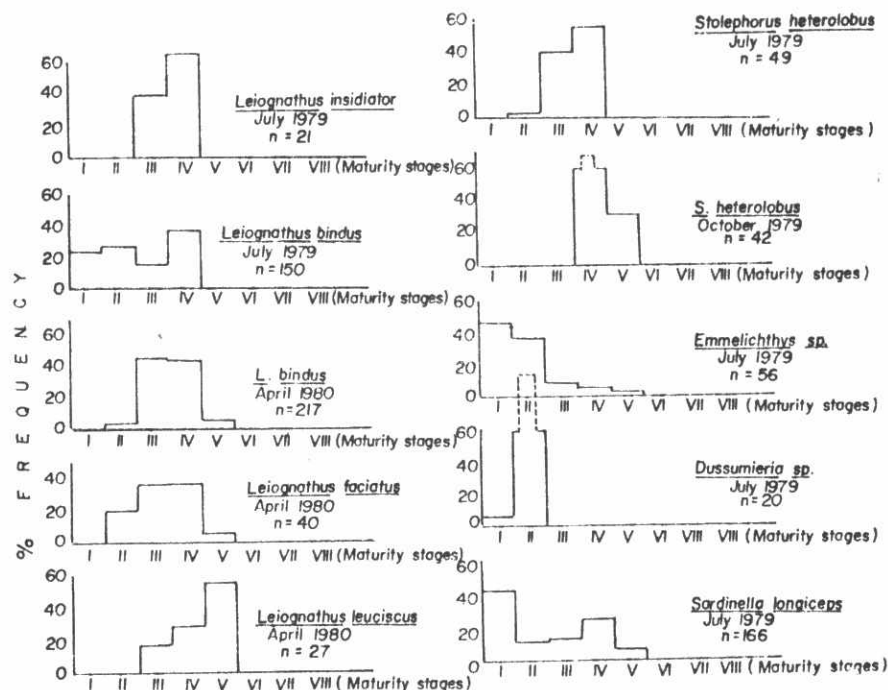 % FREQUENCY
60
40
20
0
Leiognathus insidiator
July 1979
n = 21
I II III IV V VI VII VIII (Maturity stages)
60
40
20
0
Leiognathus bindus
July 1979
n = 150
I II III IV V VI VII VIII (Maturity stages)
60
40
20
0
L. bindus
April 1980
n = 217
I II III IV V VI VII VIII (Maturity stages)
40
20
0
Leiognathus faciatus
April 1980
n = 40
I II III IV V VI VII VIII (Maturity stages)
60
40
20
0
Leiognathus leuciscus
April 1980
n = 27
I II III IV V VI VII VIII (Maturity stages)
60
40
20
0
Stolephorus heterolobus
July 1979
n = 49
I II III IV V VI VII VIII (Maturity stages)
60
40
20
0
S. heterolobus
October 1979
n = 42
I II III IV V VI VII VIII (Maturity stages)
60
40
20
0
Emmelichthys sp.
July 1979
n = 56
I II III IV V VI VII VIII (Maturity stages)
60
40
20
0
Dussumieria sp.
July 1979
n = 20
I II III IV V VI VII VIII (Maturity stages)
60
40
20
0
Sardinella longiceps
July 1979
n = 166
I II III IV V VI VII VIII (Maturity stages)